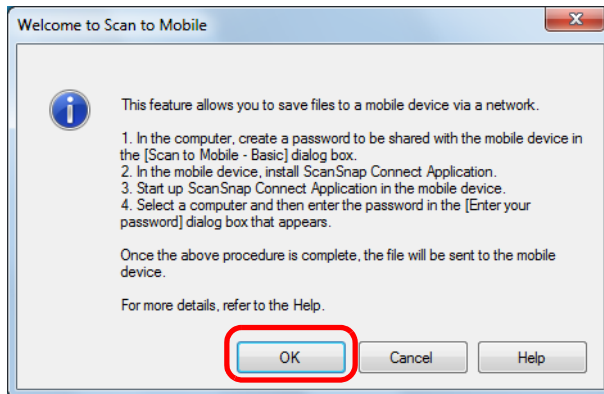 Welcome to Scan to Mobile
This feature allows you to save files to a mobile device via a network.
1. In the computer, create a password to be shared with the mobile device in
the [Scan to Mobile - Basic] dialog box.
2. In the mobile device, install ScanSnap Connect Application.
3. Start up ScanSnap Connect Application in the mobile device.
4. Select a computer and then enter the password in the [Enter your
password] dialog box that appears.
Once the above procedure is complete, the file will be sent to the mobile
device.
For more details, refer to the Help.
OK Cancel Help